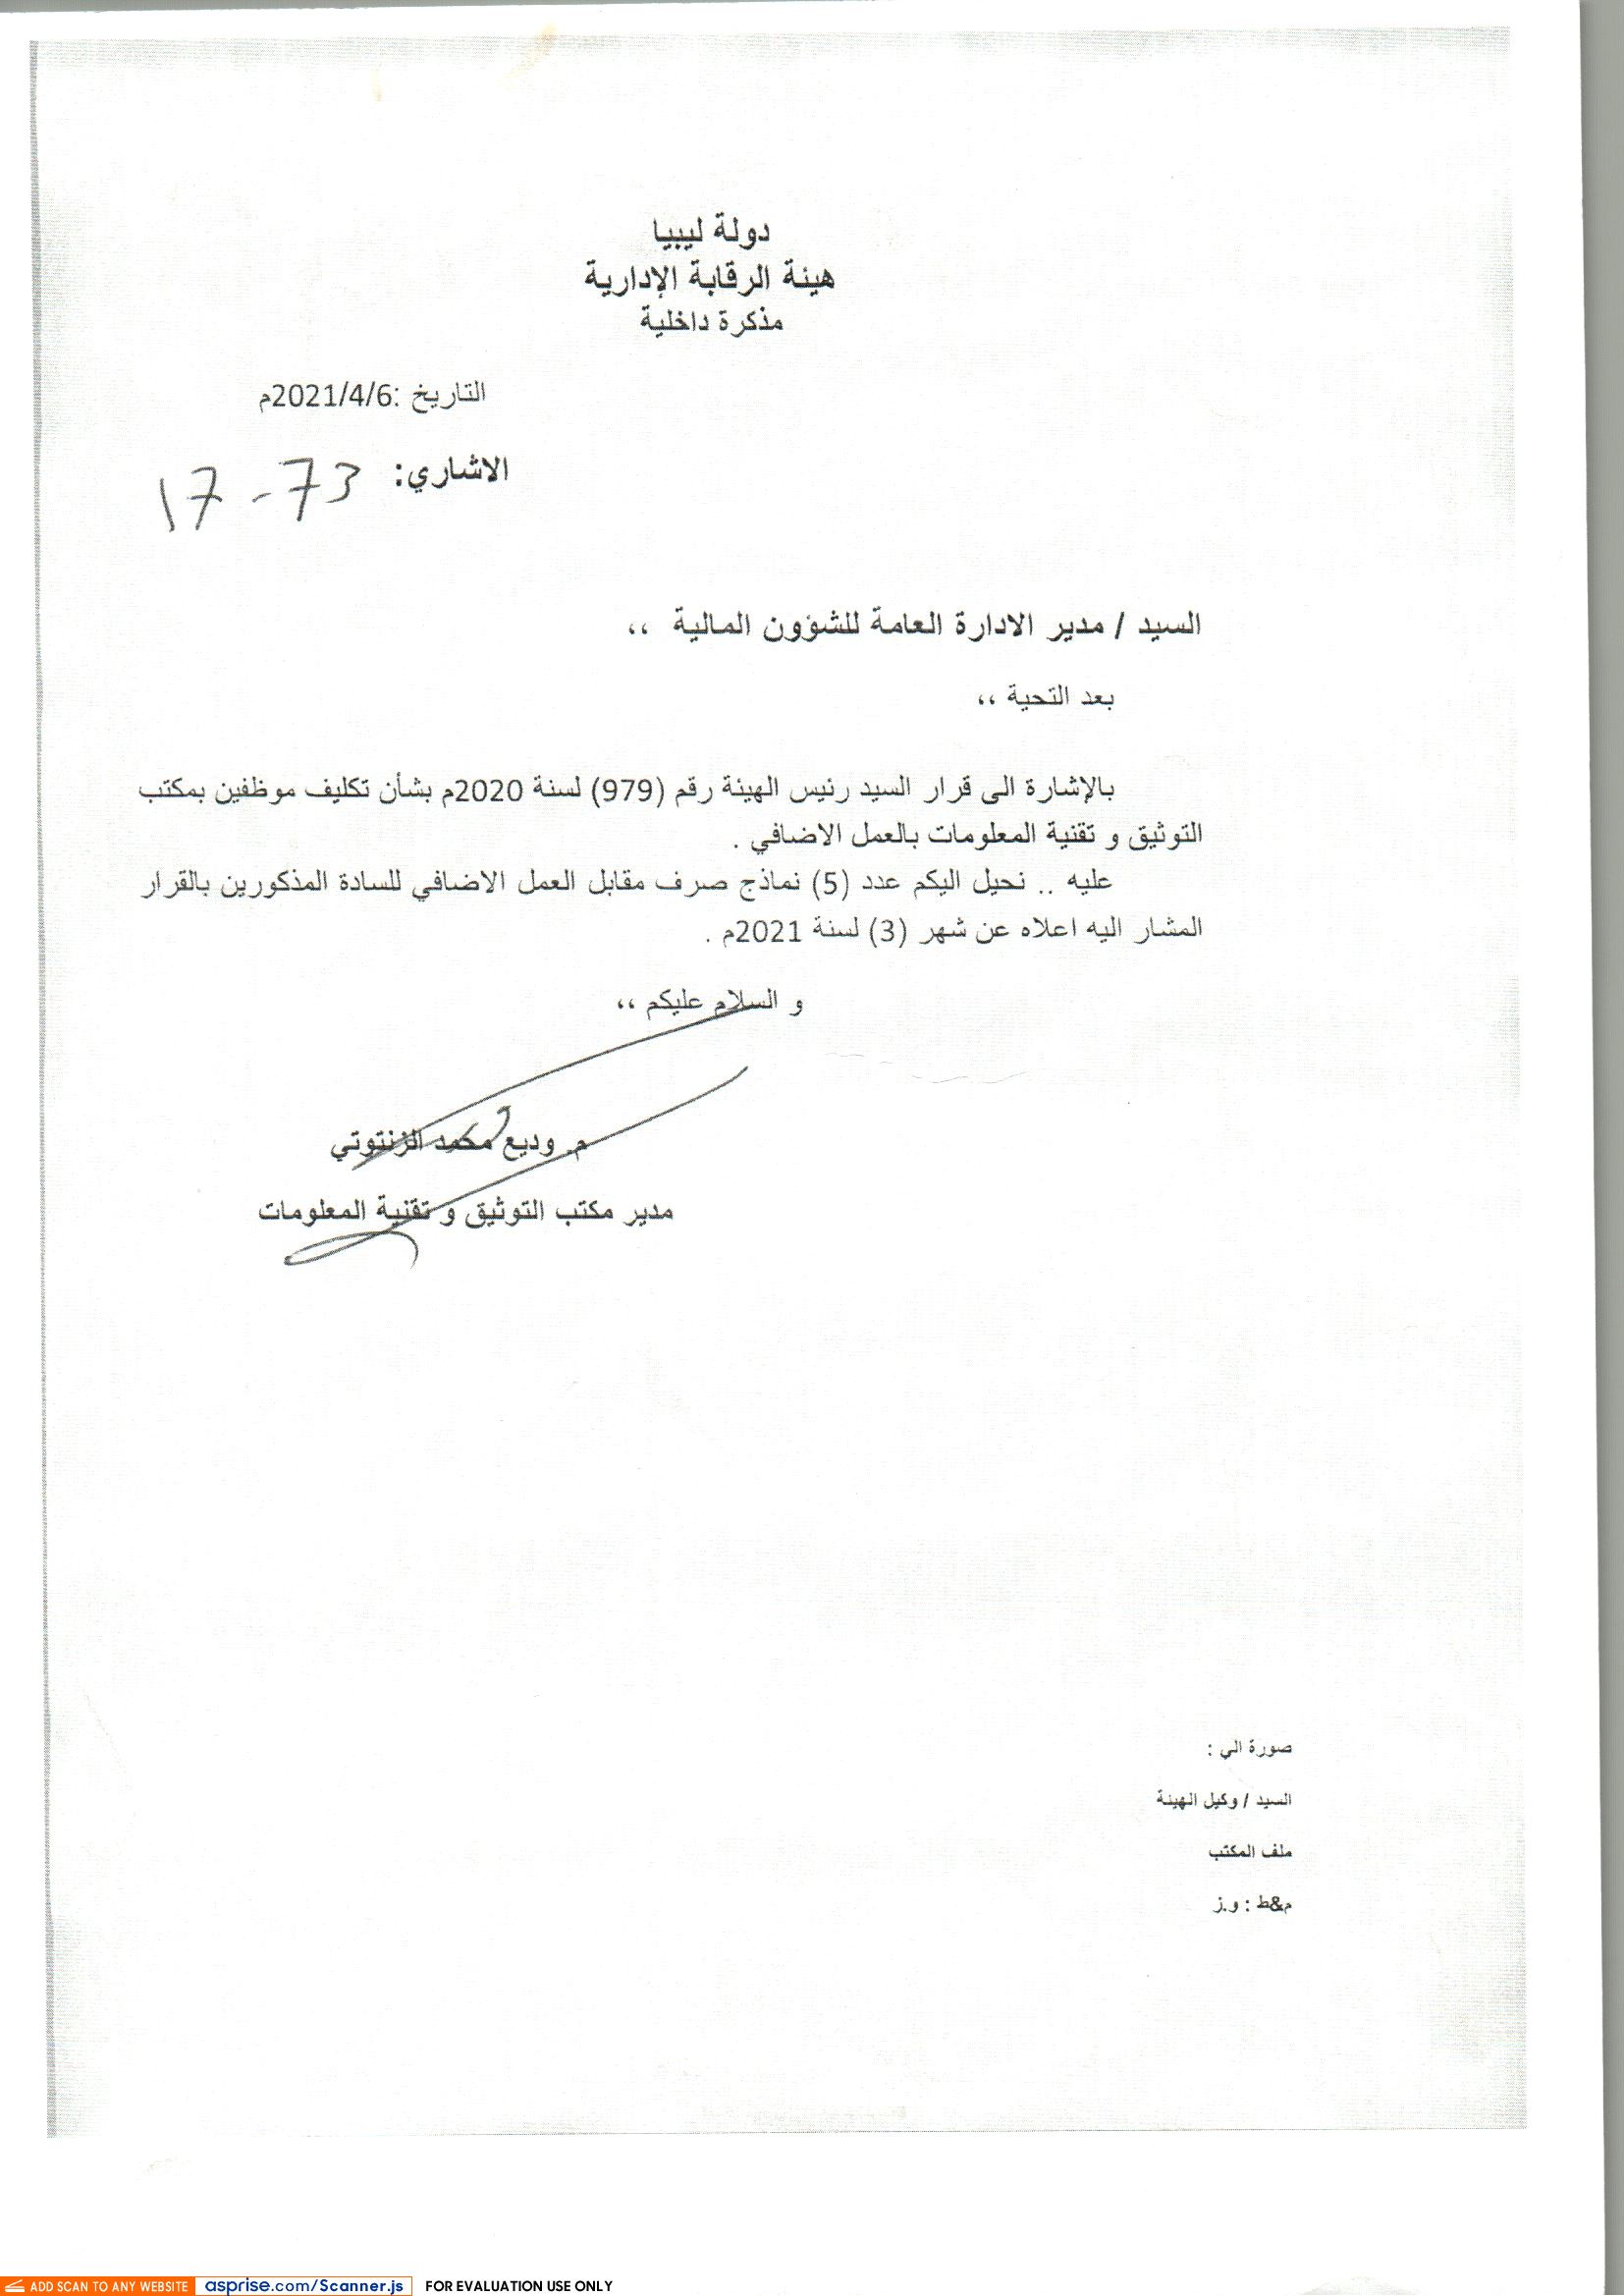 دولة ليبيا
هيئة الرقابة الإدارية
مذكرة داخلية
التاريخ :2021/4/6م
الاشاري: 17-73
السيد / مدير الادارة العامة للشؤون المالية ،،
بعد التحية ،،
بالإشارة الى قرار السيد رئيس الهيئة رقم (979) لسنة 2020م بشأن تكليف موظفين بمكتب
التوثيق و تقنية المعلومات بالعمل الاضافي .
عليه .. نحيل اليكم عدد (5) نماذج صرف مقابل العمل الاضافي للسادة المذكورين بالقرار
المشار اليه اعلاه عن شهر (3) لسنة 2021م .
و السلام عليكم ،،
م. وديع محمد الزنتوتي
مدير مكتب التوثيق و تقنية المعلومات
صورة الي :
السيد / وكيل الهيئة
ملف المكتب
م&ط : و.ز
ADD SCAN TO ANY WEBSITE asprise.com/Scanner.js FOR EVALUATION USE ONLY